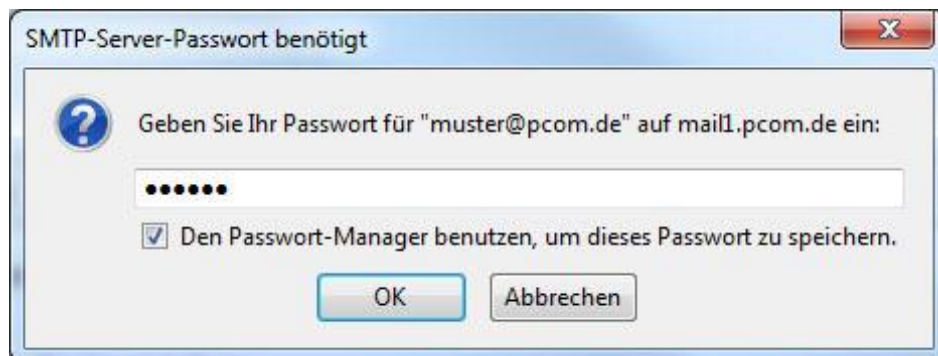 SMTP-Server-Passwort benötigt
Geben Sie Ihr Passwort für "muster@pcom.de" auf mail1.pcom.de ein:
••••••
Den Passwort-Manager benutzen, um dieses Passwort zu speichern.
OK Abbrechen